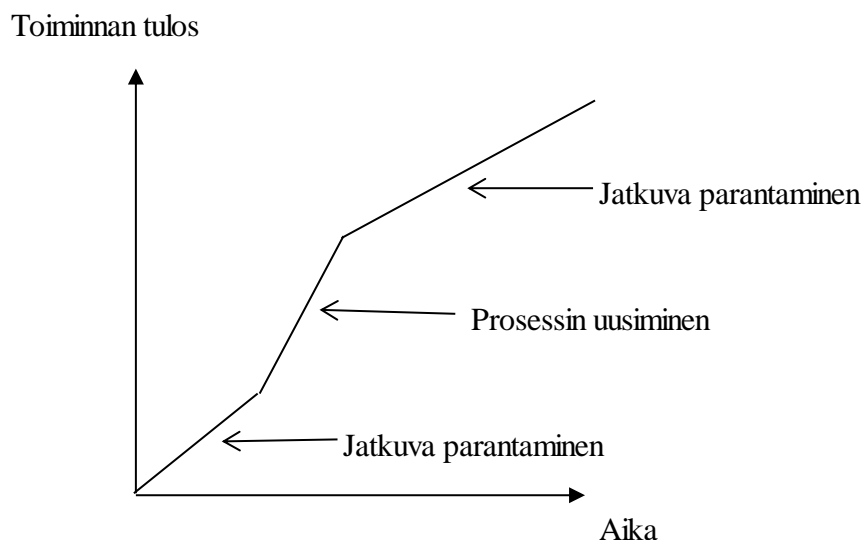 Toiminnan tulos
Jatkuva parantaminen
Prosessin uusiminen
Jatkuva parantaminen
Aika